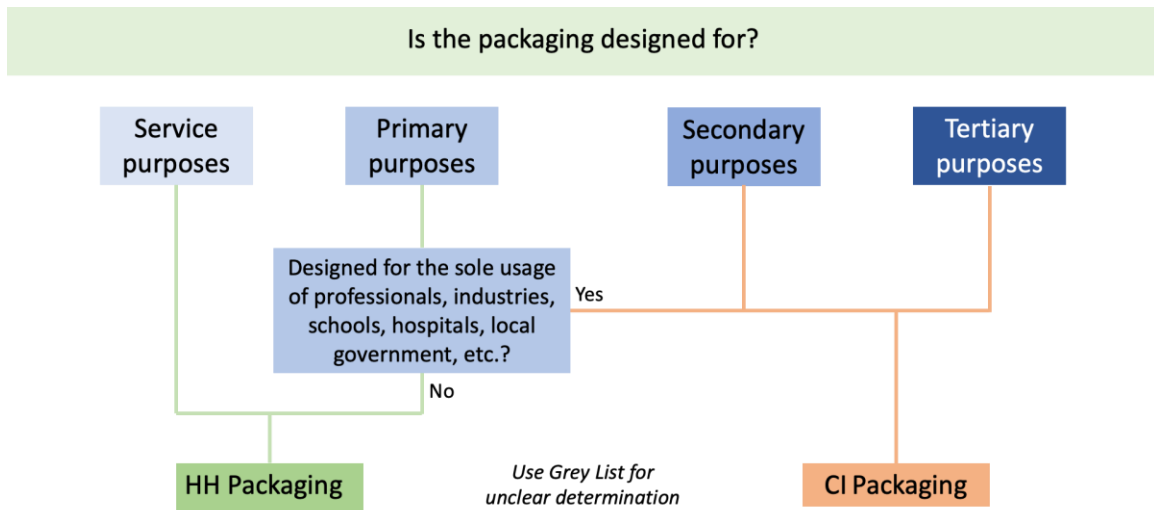 Is the packaging designed for?
Service
purposes
Primary
purposes
Secondary
purposes
Tertiary
purposes
Designed for the sole usage
of professionals, industries,
schools, hospitals, local
government, etc.?
Yes
No
HH Packaging
Use Grey List for
unclear determination
CI Packaging